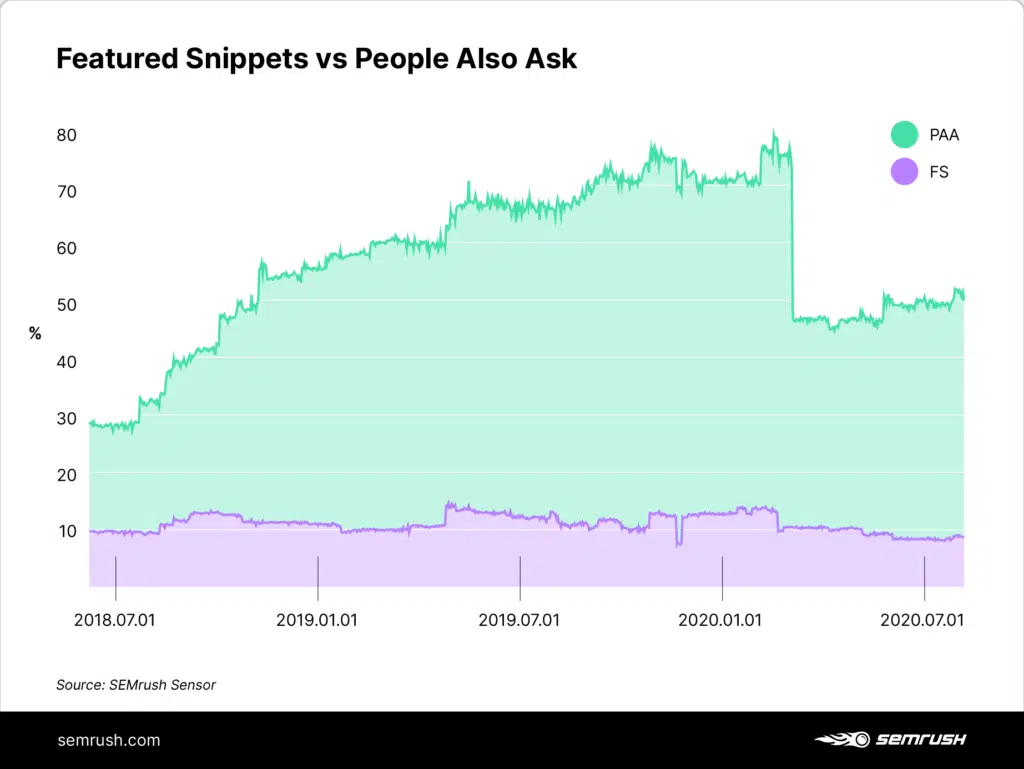 Featured Snippets vs People Also Ask
80
PAA
70
FS
60
50
%
40
30
20
10
2018.07.01
2019.01.01
2019.07.01
2020.01.01
2020.07.01
Source: SEMrush Sensor
semrush.com
SEMRUSH